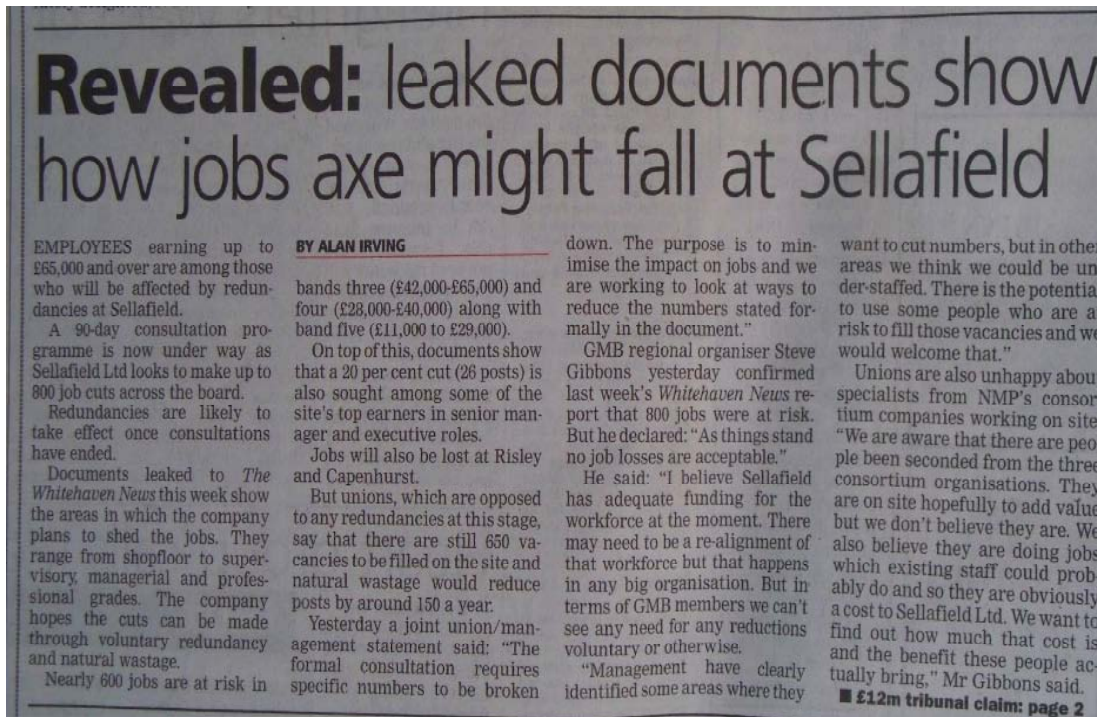 Revealed: leaked documents show
how jobs axe might fall at Sellafield
EMPLOYEES earning up to
£65,000 and over are among those
who will be affected by redun-
dancies at Sellafield.
A 90-day consultation pro-
gramme is now under way as
Sellafield Ltd looks to make up to
800 job cuts across the board.
Redundancies are likely to
take effect once consultations
have ended.
Documents leaked to The
Whitehaven News this week show
the areas in which the company
plans to shed the jobs. They
range from shopfloor to super-
visory, managerial and profes-
sional grades. The company
hopes the cuts can be made
through voluntary redundancy
and natural wastage.
Nearly 600 jobs are at risk in
BY ALAN IRVING
bands three (£42,000-£65,000) and
four (£28,000-£40,000) along with
band five (£11,000 to £29,000).
On top of this, documents show
that a 20 per cent cut (26 posts) is
also sought among some of the
site's top earners in senior man-
ager and executive roles.
Jobs will also be lost at Risley
and Capenhurst.
But unions, which are opposed
to any redundancies at this stage,
say that there are still 650 va-
cancies to be filled on the site and
natural wastage would reduce
posts by around 150 a year.
Yesterday a joint union/man-
agement statement said: "The
formal consultation requires
specific numbers to be broken
down. The purpose is to min-
imise the impact on jobs and we
are working to look at ways to
reduce the numbers stated for-
mally in the document."
GMB regional organiser Steve
Gibbons yesterday confirmed
last week's Whitehaven News re-
port that 800 jobs were at risk.
But he declared: "As things stand
no job losses are acceptable."
He said: "I believe Sellafield
has adequate funding for the
workforce at the moment. There
may need to be a re-alignment of
that workforce but that happens
in any big organisation. But in
terms of GMB members we can't
see any need for any reductions
voluntary or otherwise.
"Management have clearly
identified some areas where they
want to cut numbers, but in other
areas we think we could be un
der-staffed. There is the potentia
to use some people who are a
risk to fill those vacancies and we
would welcome that."
Unions are also unhappy abou
specialists from NMP's consor
tium companies working on site
"We are aware that there are peo
ple been seconded from the three
consortium organisations. They
are on site hopefully to add value
but we don't believe they are. We
also believe they are doing jobs
which existing staff could prob-
ably do and so they are obviously
a cost to Sellafield Ltd. We want to
find out how much that cost is
and the benefit these people ac-
tually bring," Mr Gibbons said.
■ £12m tribunal claim: page 2